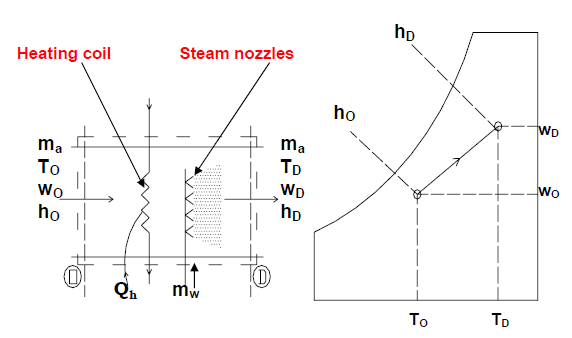 Heating coil
Steam nozzles
ma
TO
wO
hO
ma
TD
wD
hD
Qh
mw
D
hD
hO
wD
wO
TO
TD